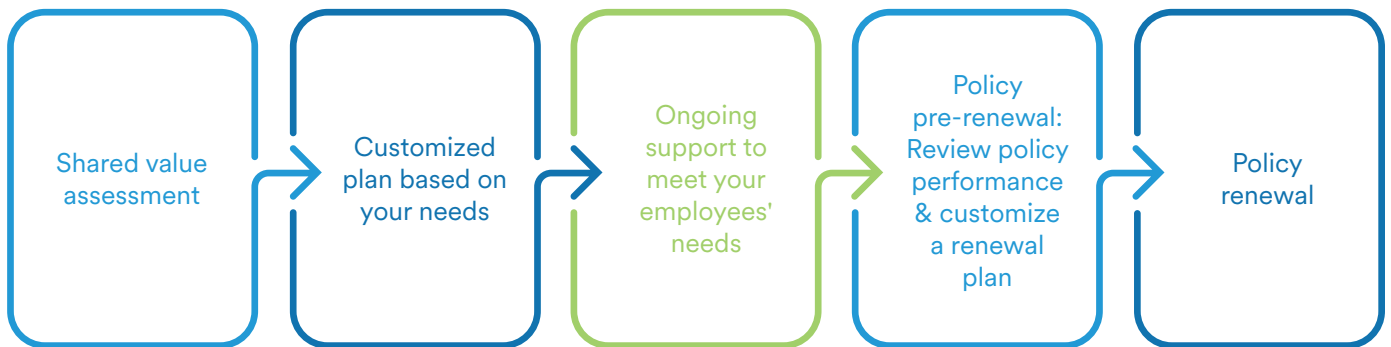 Shared value
assessment
Customized
plan based on
your needs
Ongoing
support to
meet your
employees'
needs
Policy
pre-renewal:
Review policy
performance
& customize
a renewal
plan
Policy
renewal